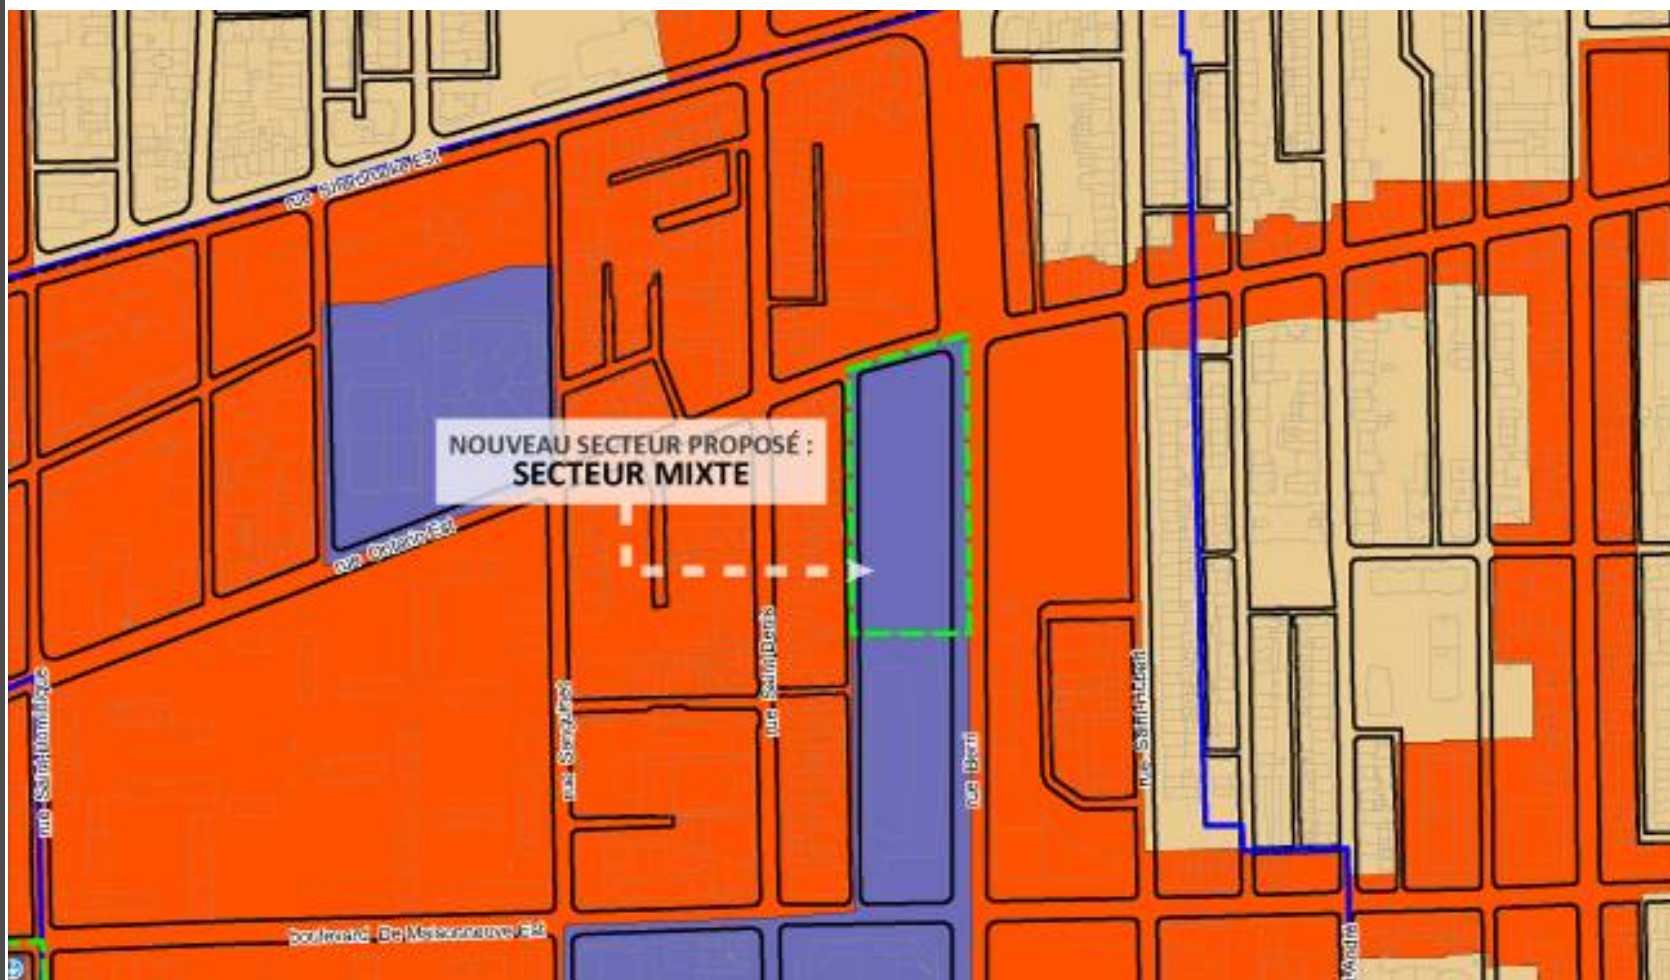 rue Sherbrooke Est
NOUVEAU SECTEUR PROPOSÉ :
SECTEUR MIXTE
rue Ontario Est
rue Saint-Denis
rue Saint-Dominique
rue Sanguinet
rue Saint-Hubert
rue Berri
boulevard De Maisonneuve Est
André